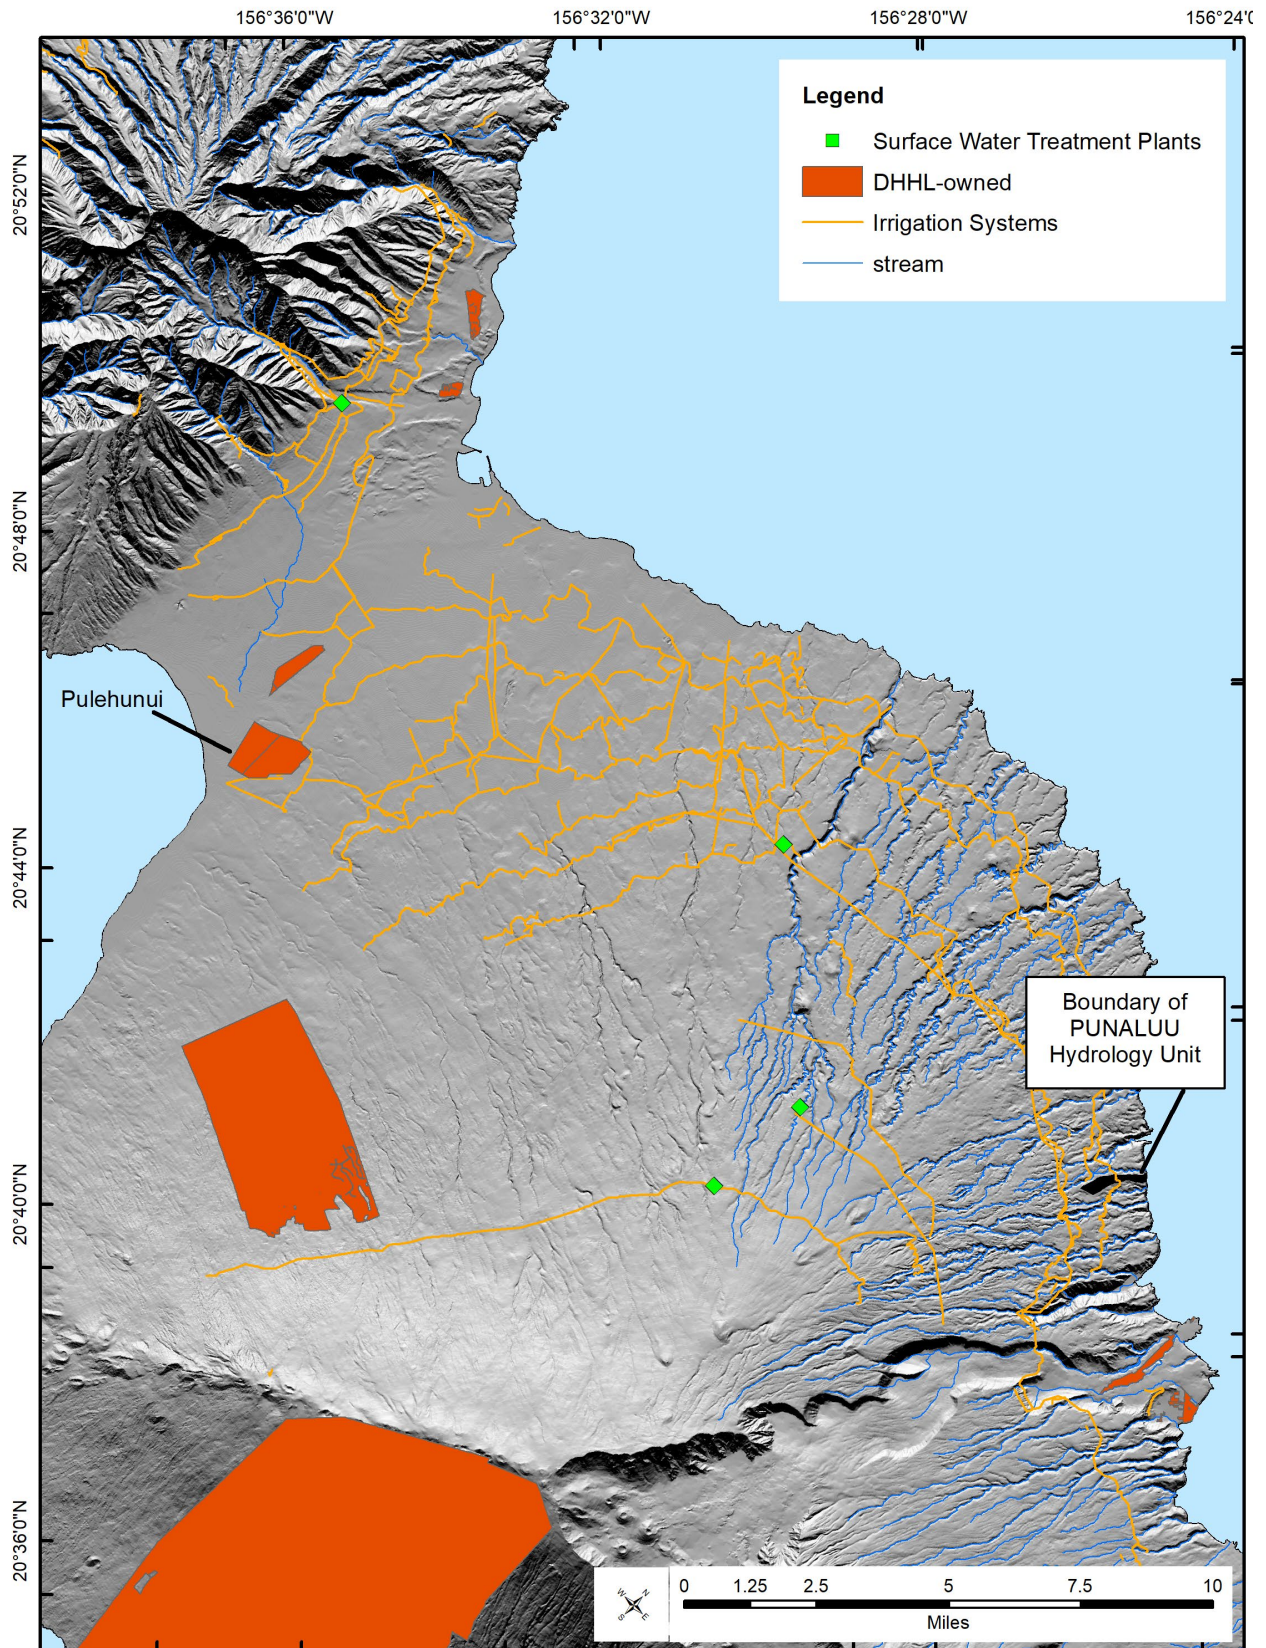 156°36'0"W
156°32'0"W
156°28'0"W
156°24'0
Legend
Surface Water Treatment Plants
DHHL-owned
Irrigation Systems
stream
20°52'0"N
20°48'0"N
Pulehunui
20°44'0"N
Boundary of
PUNALUU
Hydrology Unit
20°40'0"N
20°36'0"N
N
W
E
S
0 1.25 2.5 5 7.5 10
Miles